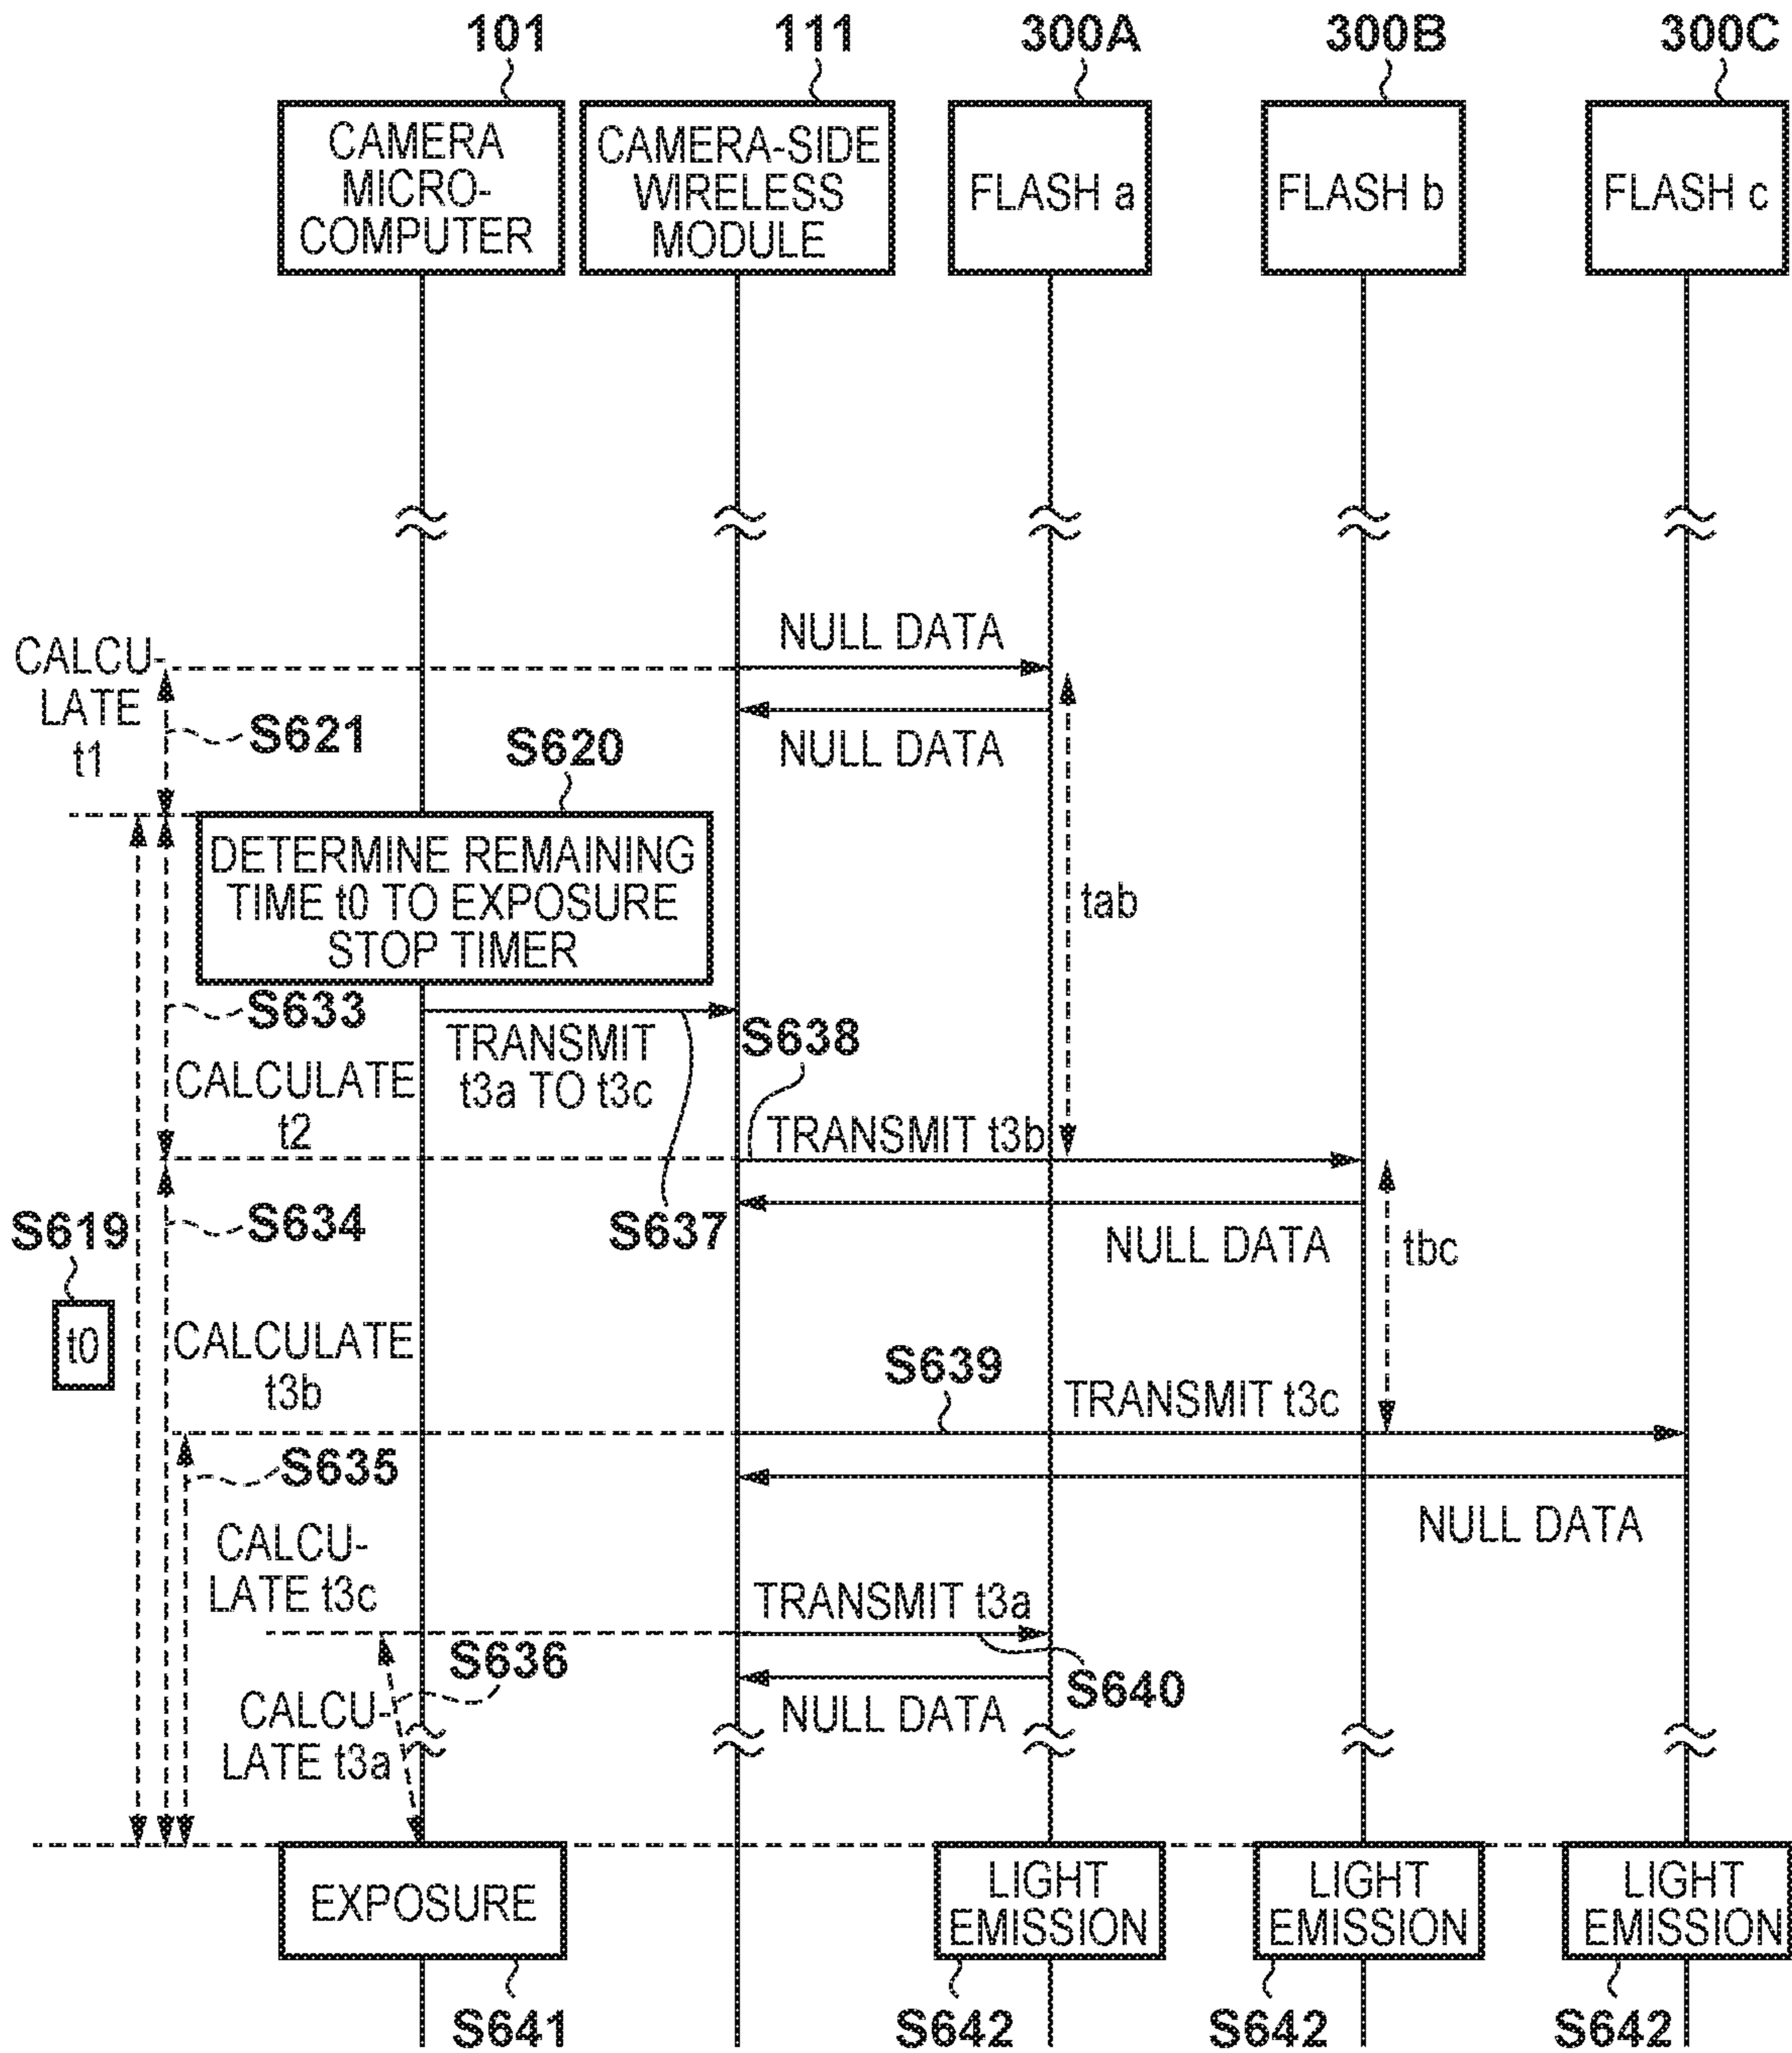 101
111
300A
300B
300C
CAMERA
MICRO-
COMPUTER
CAMERA-SIDE
WIRELESS
MODULE
FLASH a
FLASH b
FLASH c
NULL DATA
CALCU-
LATE
t1
S621
S620
NULL DATA
DETERMINE REMAINING
TIME t0 TO EXPOSURE
STOP TIMER
tab
S633
TRANSMIT
t3a TO t3c
S638
CALCULATE
t2
TRANSMIT t3b
S619
S634
S637
NULL DATA
tbc
t0
CALCULATE
t3b
S639
TRANSMIT t3c
S635
NULL DATA
CALCU-
LATE t3c
TRANSMIT t3a
S636
S640
CALCU-
LATE t3a
NULL DATA
EXPOSURE
LIGHT
EMISSION
LIGHT
EMISSION
LIGHT
EMISSION
S641
S642
S642
S642